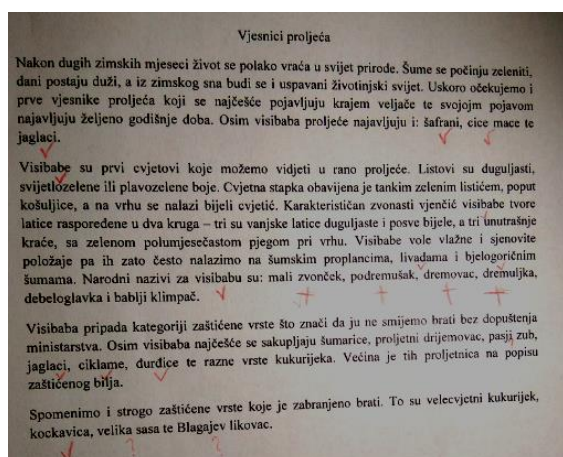 Vjesnici proljeća
Nakon dugih zimskih mjeseci život se polako vraća u svijet prirode. Šume se počinju zeleniti,
dani postaju duži, a iz zimskog sna budi se i uspavani životinjski svijet. Uskoro očekujemo i
prve vjesnike proljeća koji se najčešće pojavljuju krajem veljače te svojojm pojavom
najavljuju željeno godišnje doba. Osim visibaba proljeće najavljuju i: šafrani, cice mace te
jaglaci.
Visibabe su prvi cvjetovi koje možemo vidjeti u rano proljeće. Listovi su duguljasti,
svijetlozelene ili plavozelene boje. Cvjetna stapka obavijena je tankim zelenim listićem, poput
košuljice, a na vrhu se nalazi bijeli cvjetić. Karakterističan zvonasti vjenčić visibabe tvore
latice raspoređene u dva kruga – tri su vanjske latice duguljaste i posve bijele, a tri unutrašnje
kraće, sa zelenom polumjesečastom pjegom pri vrhu. Visibabe vole vlažne i sjenovite
položaje pa ih zato često nalazimo na šumskim proplancima, livadama i bjelogoričnim
šumama. Narodni nazivi za visibabu su: mali zvonček, podremušak, dremovac, dremuljka,
debeloglavka i bablji klimpač.
Visibaba pripada kategoriji zaštićene vrste što znači da ju ne smijemo brati bez dopuštenja
ministarstva. Osim visibaba najčešće se sakupljaju šumarice, proljetni drijemovac, pasji zub,
jaglaci, ciklame, đurđice te razne vrste kukurijeka. Većina je tih proljetnica na popisu
zaštićenog bilja.
Spomenimo i strogo zaštićene vrste koje je zabranjeno brati. To su velecvjetni kukurijek,
kockavica, velika sasa te Blagajev likovac.